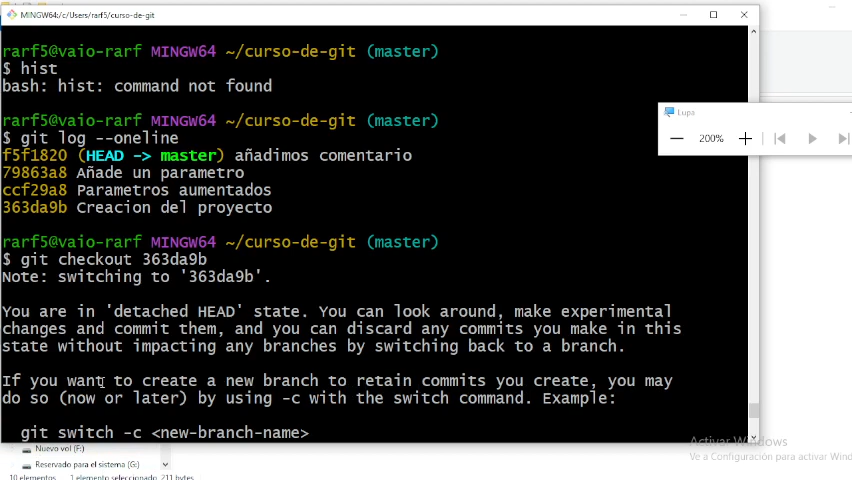 MINGW64:/c/Users/rarf5/curso-de-git
rarf5@vaio-rarf MINGW64 ~/curso-de-git (master)
$ hist
bash: hist: command not found
rarf5@vaio-rarf MINGW64 ~/curso-de-git (master)
$ git log --oneline
f5f1820 (HEAD -> master) añadimos comentario
79863a8 Añade un parametro
ccf29a8 Parametros aumentados
363da9b Creacion del proyecto
rarf5@vaio-rarf MINGW64 ~/curso-de-git (master)
$ git checkout 363da9b
Note: switching to '363da9b'.
You are in 'detached HEAD' state. You can look around, make experimental
changes and commit them, and you can discard any commits you make in this
state without impacting any branches by switching back to a branch.
If you want to create a new branch to retain commits you create, you may
do so (now or later) by using -c with the switch command. Example:
git switch -c <new-branch-name>
Lupa
200%
Nuevo vol (F:)
Reservado para el sistema (G:)
10 elementos 1 elemento seleccionado 211 bytes
Activar Windows
Ve a Configuración para activar Wind